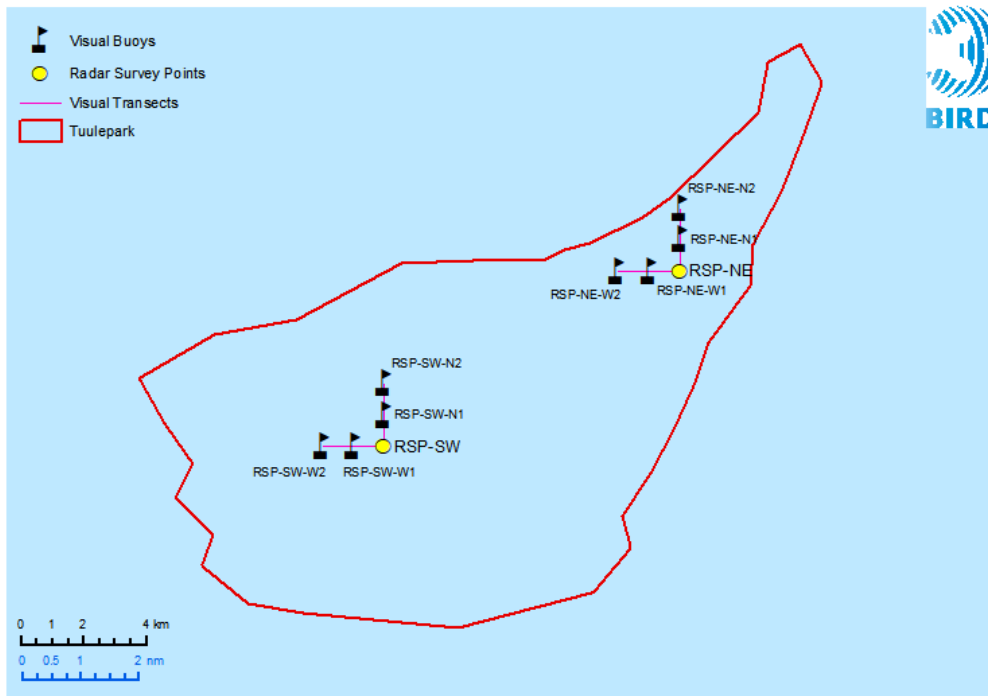 Visual Buoys
Radar Survey Points
Visual Transects
Tuulepark
BIRD
RSP-NE-N2
RSP-NE-N1
RSP-NE
RSP-NE-W2
RSP-NE-W1
RSP-SW-N2
RSP-SW-N1
RSP-SW
RSP-SW-W2
RSP-SW-W1
0 1 2 4 km
0 0.5 1 2 nm